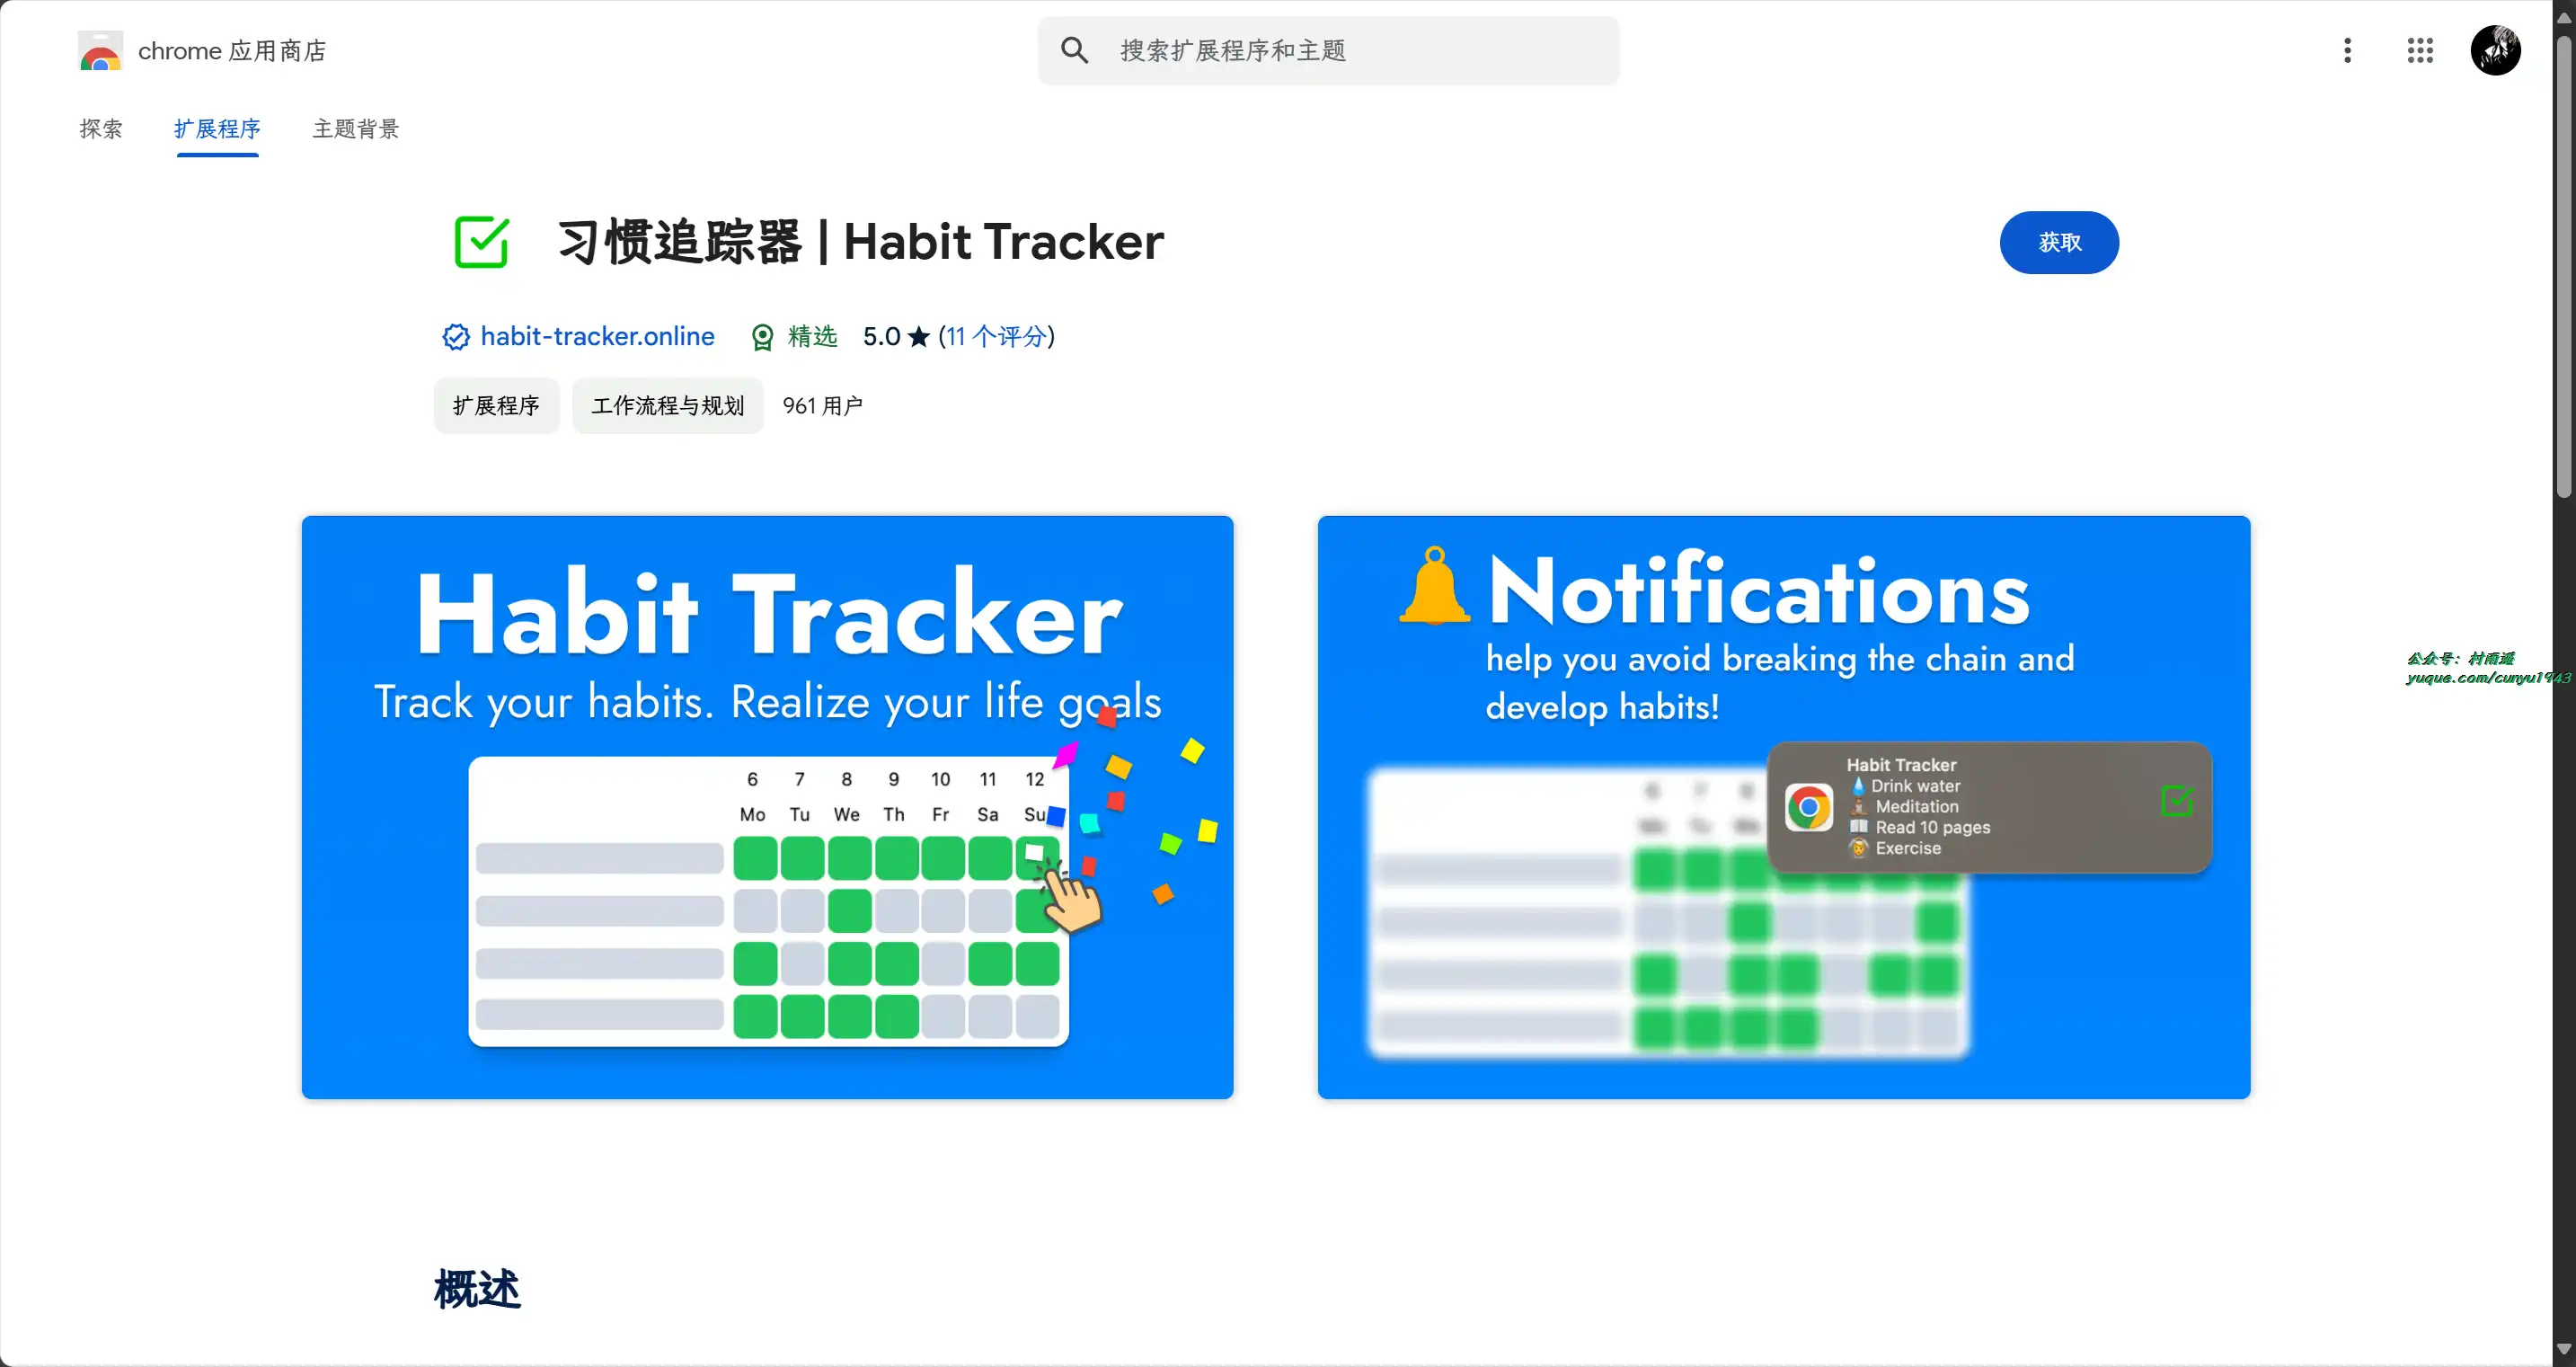 chrome 应用商店
搜索扩展程序和主题
探索
扩展程序
主题背景
习惯追踪器 | Habit Tracker
获取
habit-tracker.online
精选
5.0 ★ (11 个评分)
扩展程序
工作流程与规划
961 用户
Habit Tracker
Track your habits. Realize your life goals
6 7 8 9 10 11 12
Mo Tu We Th Fr Sa Su
Notifications
help you avoid breaking the chain and
develop habits!
Habit Tracker
Drink water
Meditation
Read 10 pages
Exercise
公众号：村雨遥
yuque.com/cunyu1943
概述